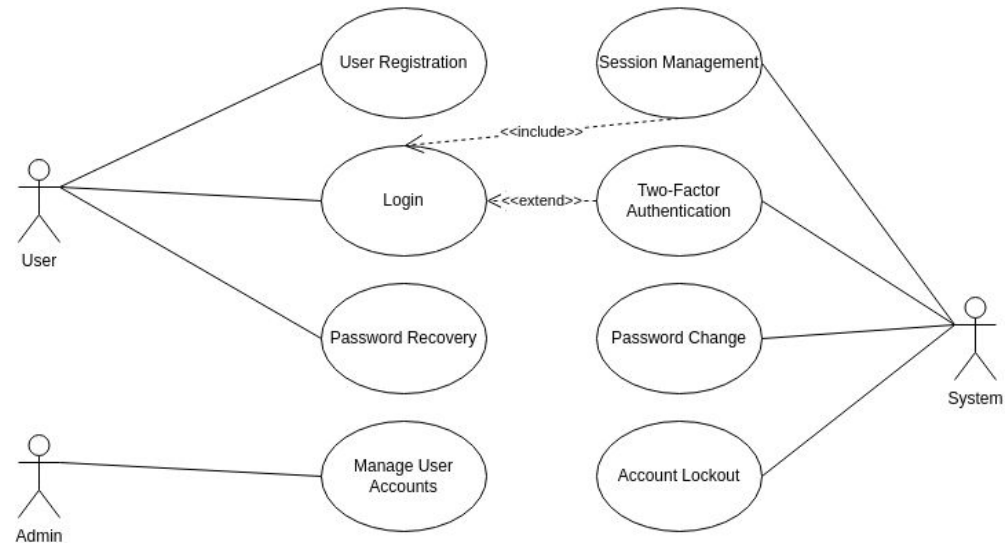 User Registration
Session Management
<<include>>
Login
<<extend>>
Two-Factor
Authentication
User
Password Recovery
Password Change
System
Manage User
Accounts
Account Lockout
Admin